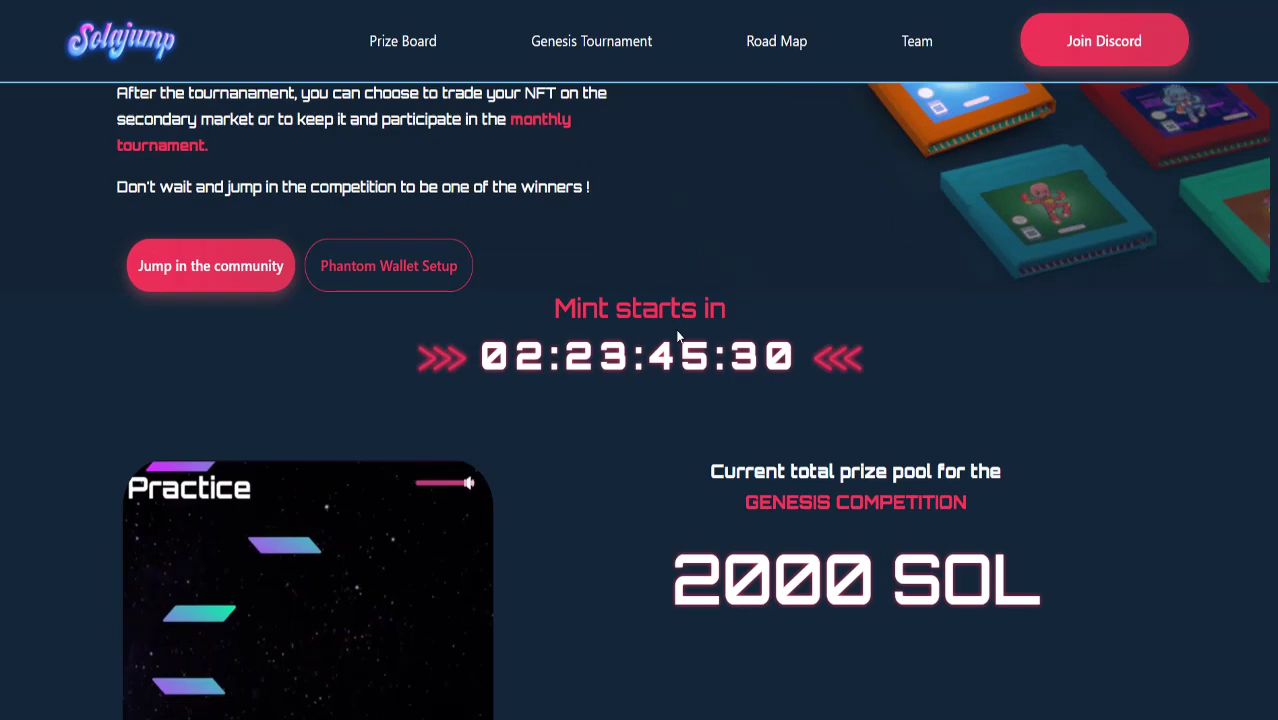 Solajump
Prize Board
Genesis Tournament
Road Map
Team
Join Discord
After the tournanament, you can choose to trade your NFT on the
secondary market or to keep it and participate in the monthly
tournament.
Don't wait and jump in the competition to be one of the winners !
Jump in the community
Phantom Wallet Setup
Mint starts in
>>> 02:23:45:30 <<<
Practice
Current total prize pool for the
GENESIS COMPETITION
2000 SOL